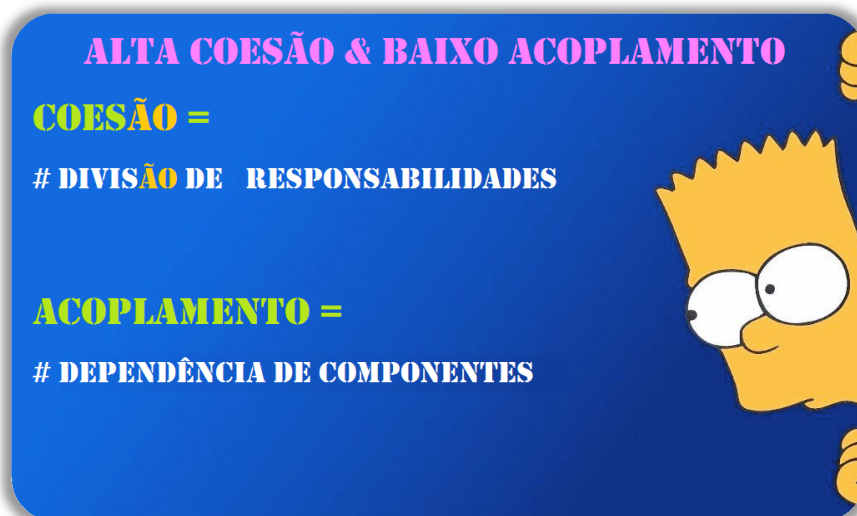 ALTA COESÃO & BAIXO ACOPLAMENTO
COESÃO =
# DIVISÃO DE RESPONSABILIDADES
ACOPLAMENTO =
# DEPENDÊNCIA DE COMPONENTES